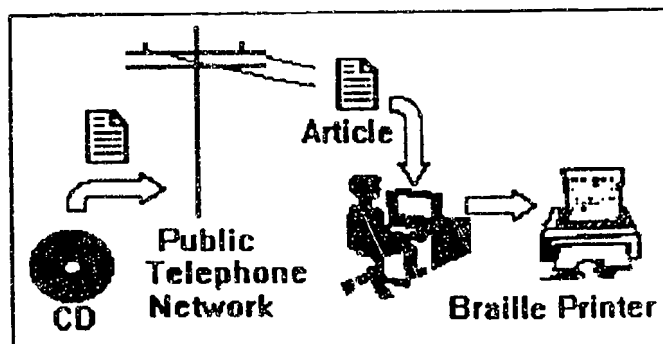 Article
Public
Telephone
Network
CD
Braille Printer